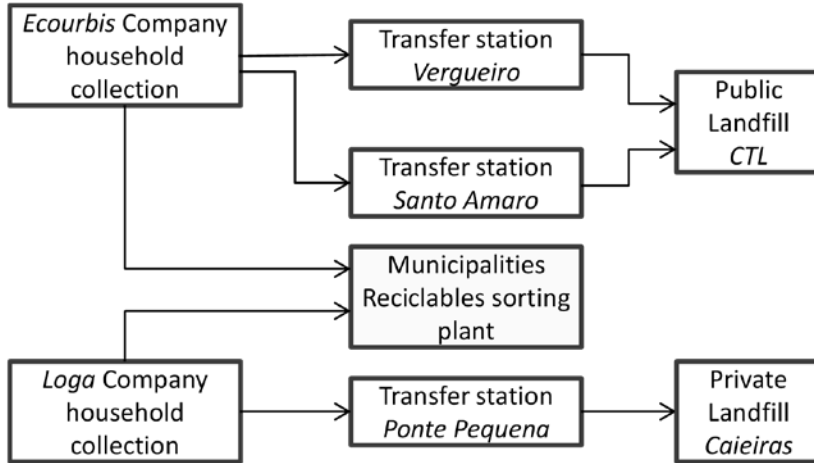 Ecourbis Company
household
collection
Transfer station
Vergueiro
Public
Landfill
CTL
Transfer station
Santo Amaro
Municipalities
Reciclables sorting
plant
Loga Company
household
collection
Transfer station
Ponte Pequena
Private
Landfill
Caieiras